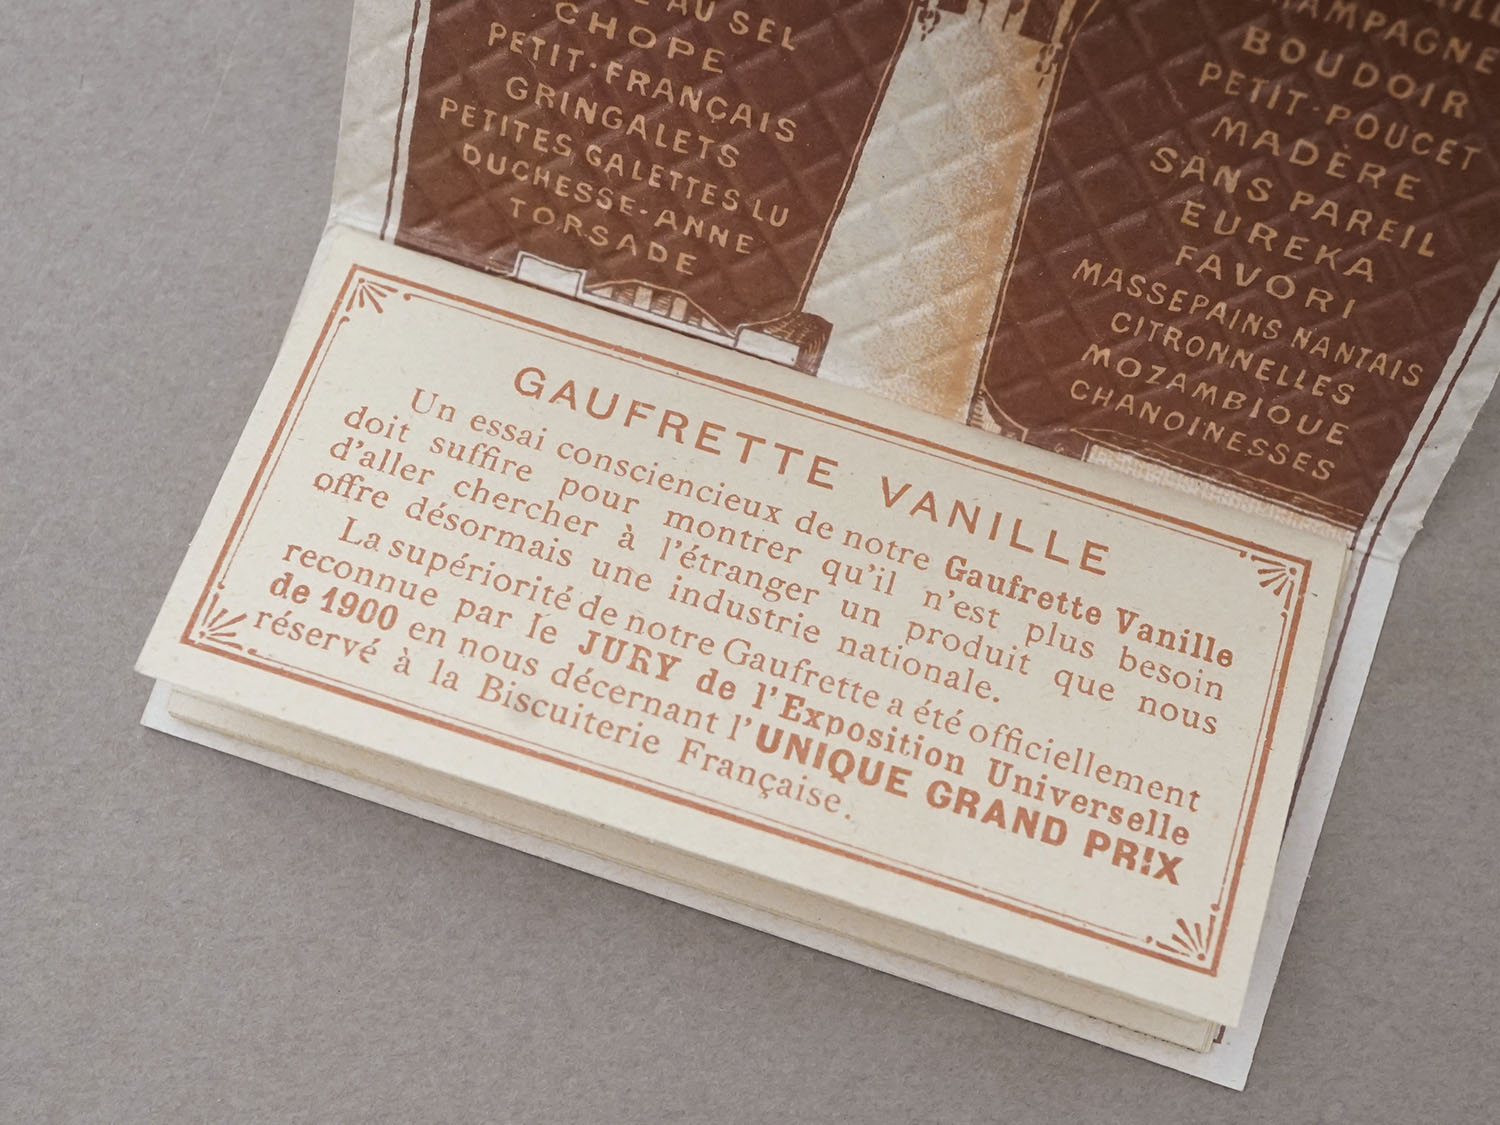 AU SEL
CHOPE
PETIT-FRANÇAIS
GRINGALETS
PETITES GALETTES LU
DUCHESSE-ANNE
TORSADE
CHAMPAGNE
BOUDOIR
PETIT-POUCET
MADÈRE
SANS PAREIL
EUREKA
FAVORI
MASSEPAINS NANTAIS
CITRONNELLES
MOZAMBIQUE
CHANOINESSES
GAUFRETTE VANILLE
Un essai consciencieux de notre Gaufrette Vanille
doit suffire pour montrer qu'il n'est plus besoin
d'aller chercher à l'étranger un produit que nous
offre désormais une industrie nationale.
La supériorité de notre Gaufrette a été officiellement
reconnue par le JURY de l'Exposition Universelle
de 1900 en nous décernant l'UNIQUE GRAND PRIX
réservé à la Biscuiterie Française.